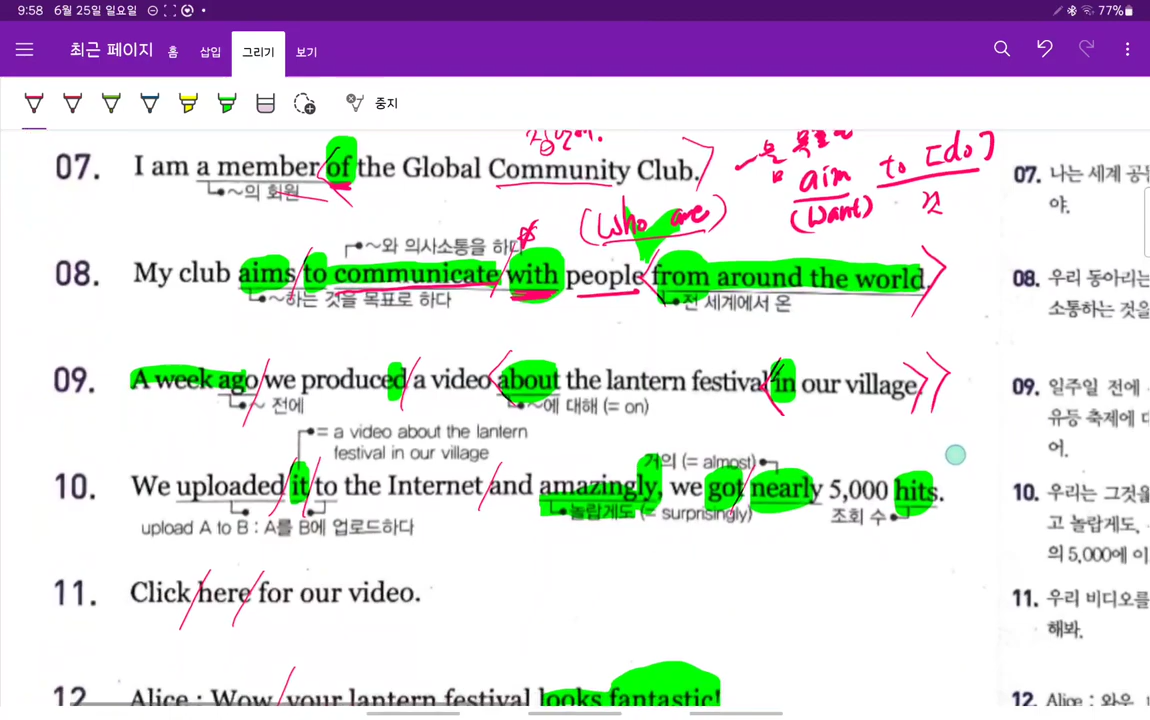 9:58 6월 25일 일요일 77%
최근 페이지 홈 삽입 그리기 보기
중지
07. I am a member of the Global Community Club.
~의 회원
aim to [do]
(want) 것
(who are)
~와 의사소통을 하다
08. My club aims to communicate with people from around the world.
~하는 것을 목표로 하다 전 세계에서 온
09. A week ago we produced a video about the lantern festival in our village.
~ 전에 ~에 대해 (= on)
= a video about the lantern
festival in our village
거의 (= almost)
10. We uploaded it to the Internet and amazingly, we got nearly 5,000 hits.
upload A to B : A를 B에 업로드하다 놀랍게도 (= surprisingly) 조회 수
11. Click here for our video.
12 Alice : Wow, your lantern festival looks fantastic!
07. 나는 세계 공
야.
08. 우리 동아리는
소통하는 것을
09. 일주일 전에
유등 축제에 대
어.
10. 우리는 그것을
고 놀랍게도,
의 5,000에 이
11. 우리 비디오를
해봐.
12. Alice : 와우